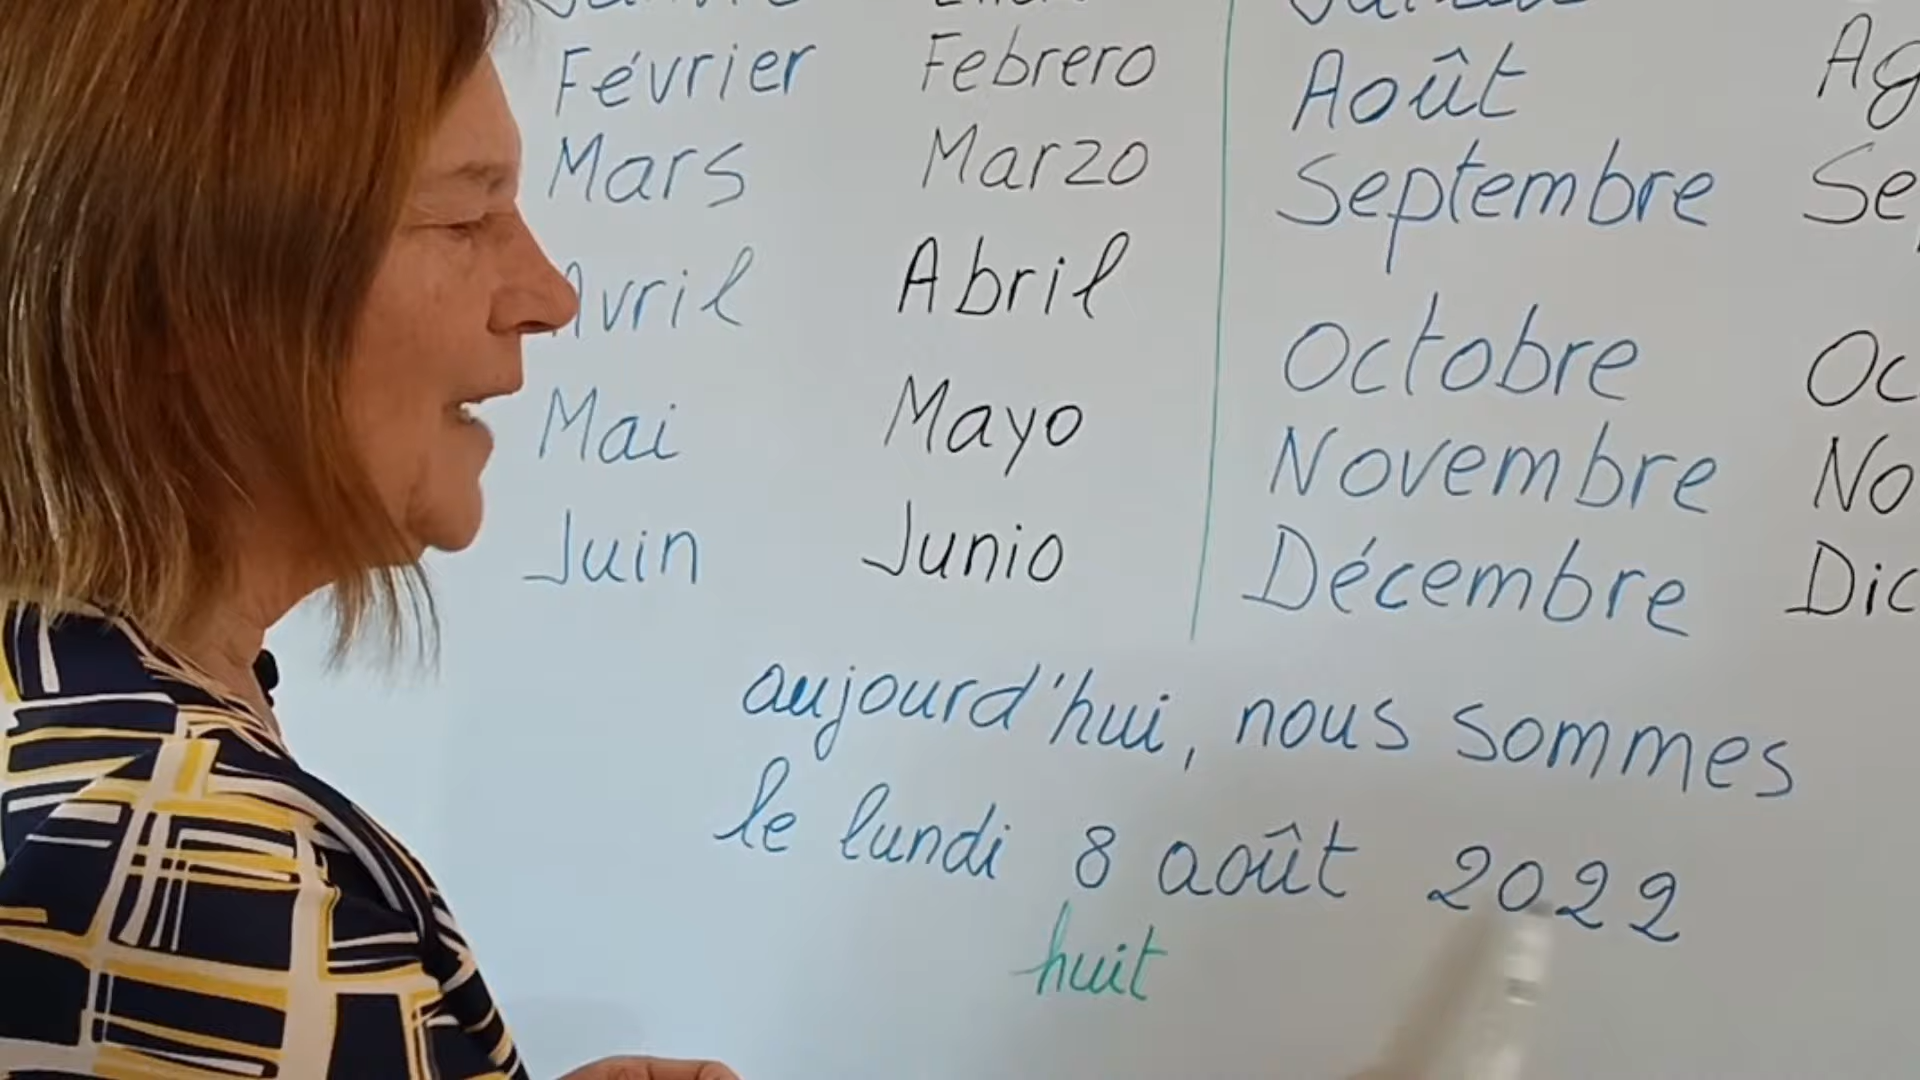 Février Febrero Août
Mars Marzo Septembre
Avril Abril Octobre
Mai Mayo Novembre
Juin Junio Décembre
aujourd'hui, nous sommes
le lundi 8 août 2022
huit